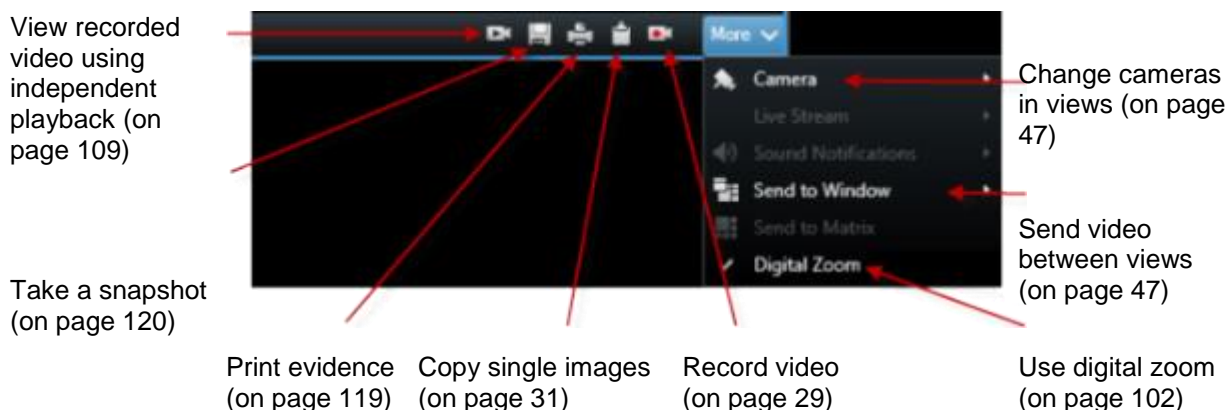 View recorded
video using
independent
playback (on
page 109)
More
Camera
Live Stream
Sound Notifications
Send to Window
Send to Matrix
Digital Zoom
Change cameras
in views (on page
47)
Send video
between views
(on page 47)
Take a snapshot
(on page 120)
Print evidence
(on page 119)
Copy single images
(on page 31)
Record video
(on page 29)
Use digital zoom
(on page 102)